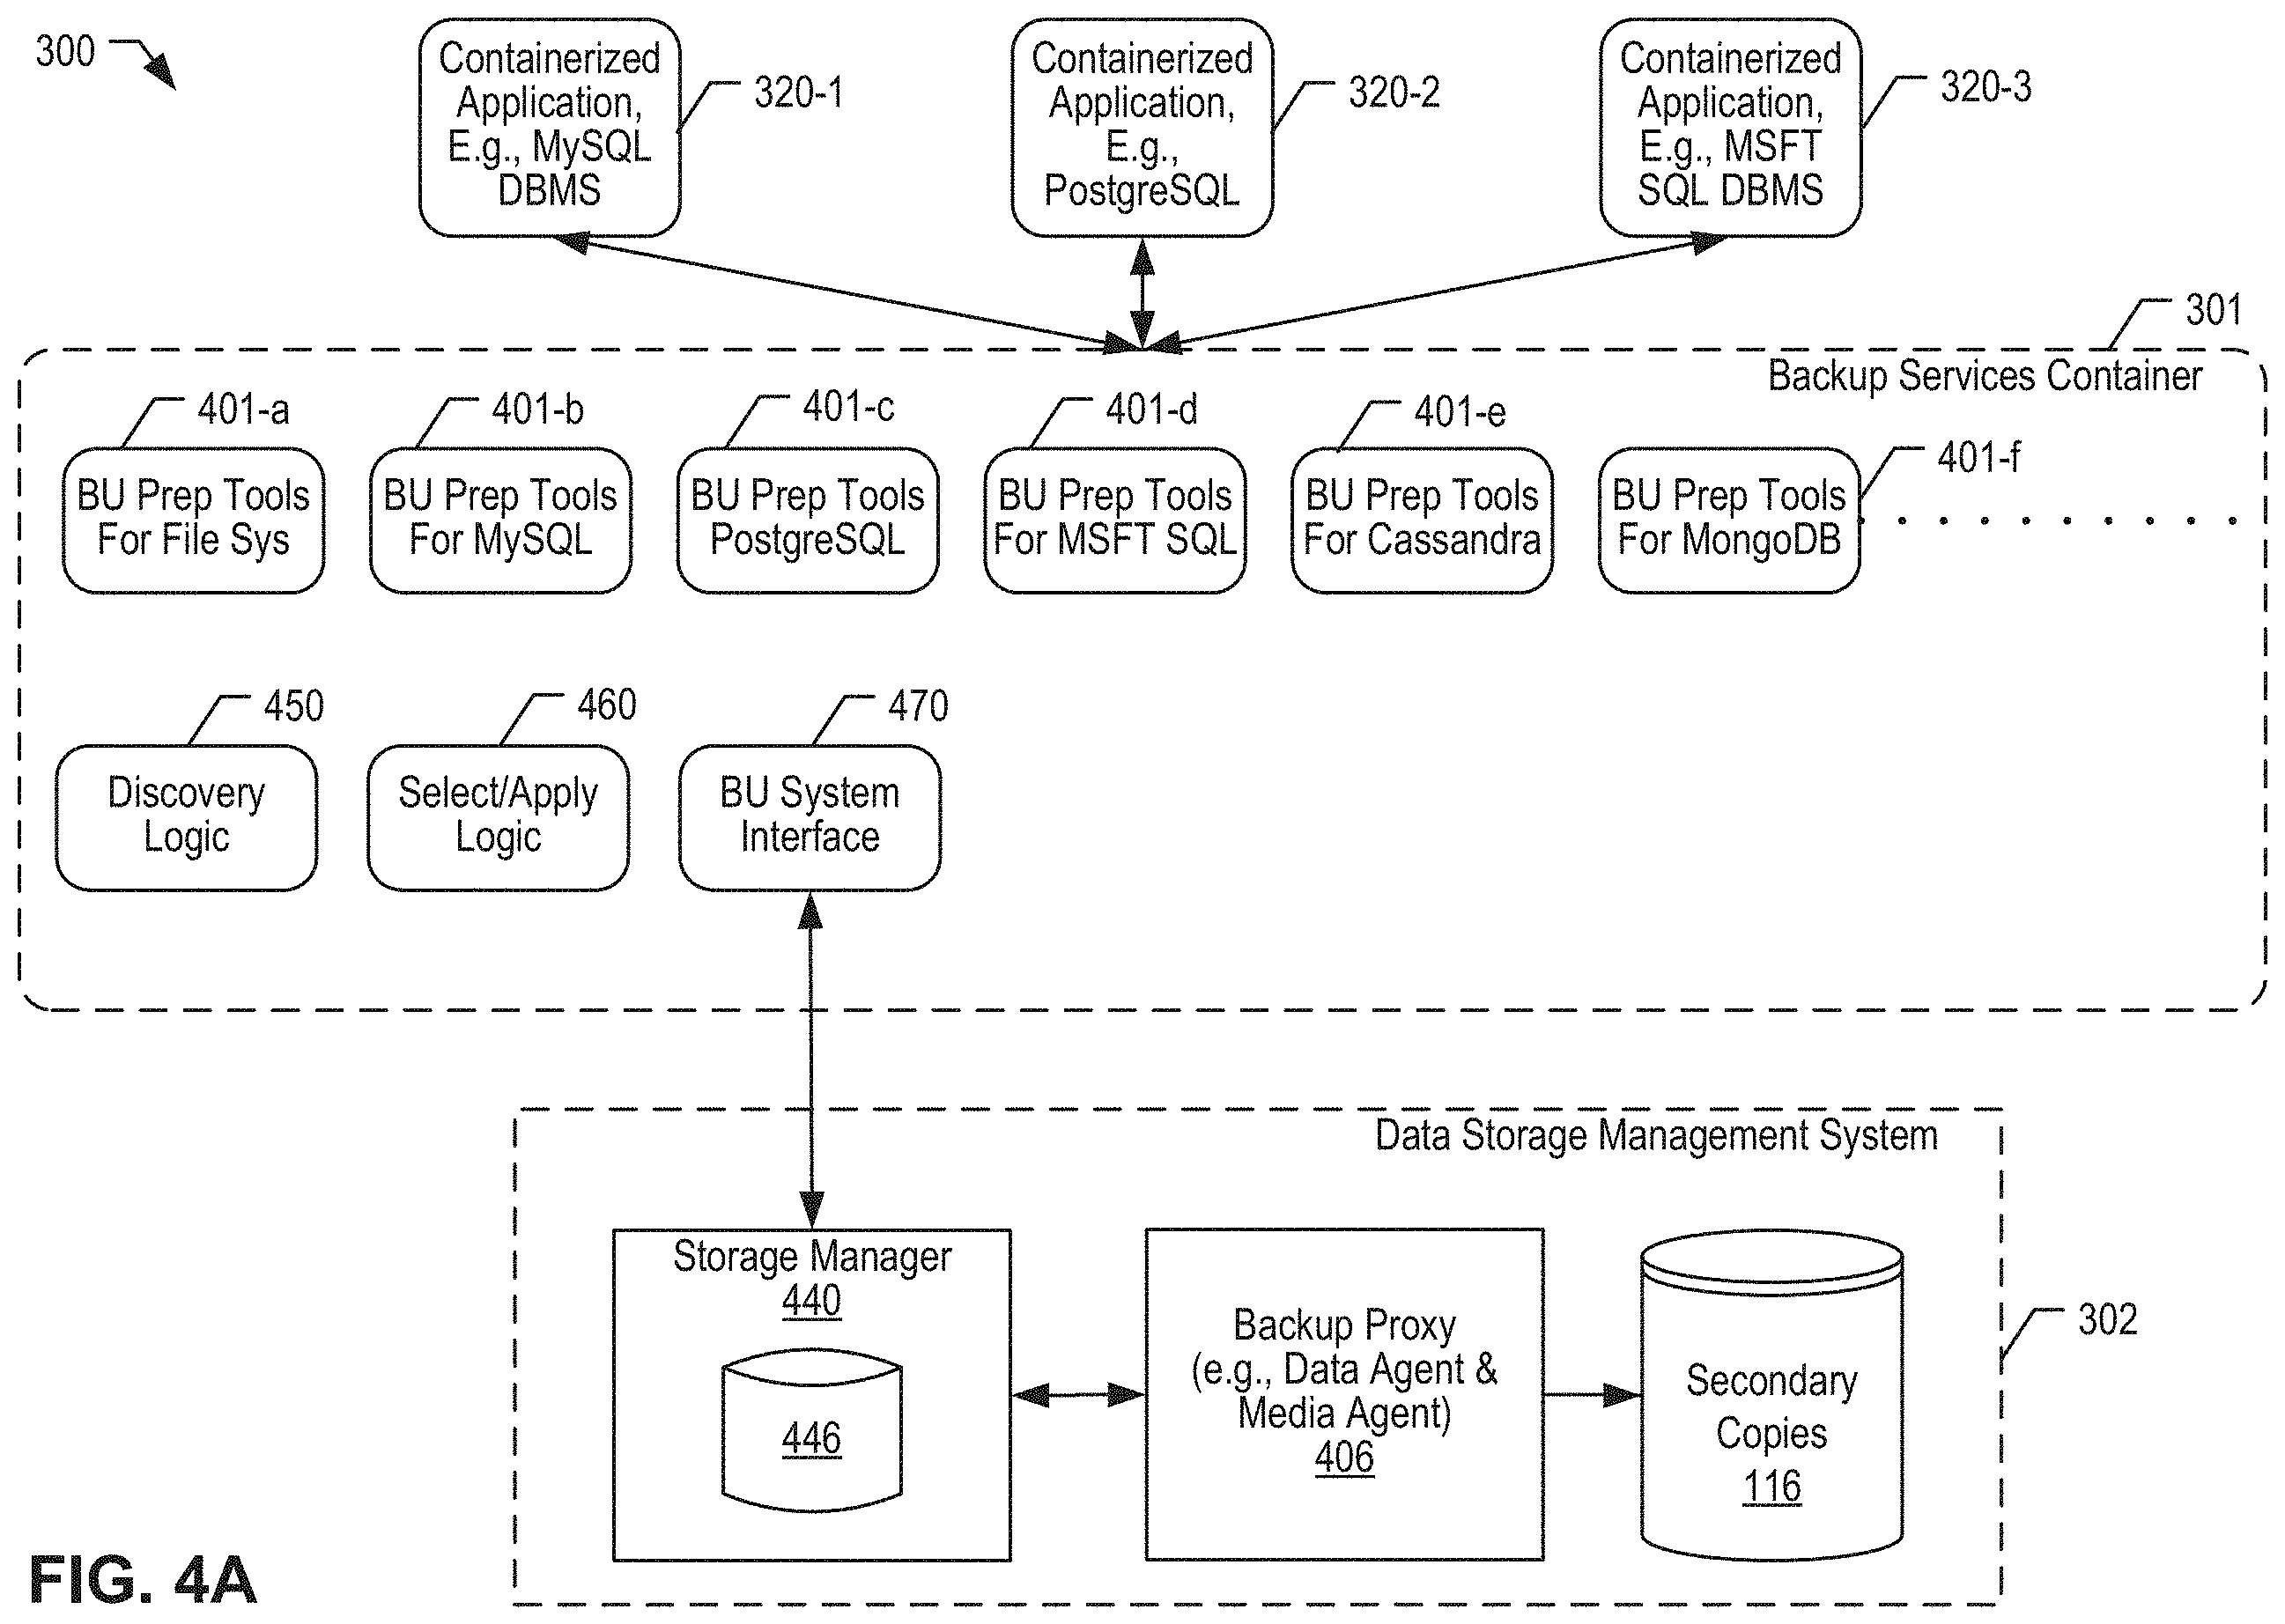 300
Containerized
Application,
E.g., MySQL
DBMS
320-1
Containerized
Application,
E.g.,
PostgreSQL
320-2
Containerized
Application,
E.g., MSFT
SQL DBMS
320-3
301
Backup Services Container
401-a
BU Prep Tools
For File Sys
401-b
BU Prep Tools
For MySQL
401-c
BU Prep Tools
PostgreSQL
401-d
BU Prep Tools
For MSFT SQL
401-e
BU Prep Tools
For Cassandra
401-f
BU Prep Tools
For MongoDB
450
Discovery
Logic
460
Select/Apply
Logic
470
BU System
Interface
Data Storage Management System
302
Storage Manager
440
446
Backup Proxy
(e.g., Data Agent &
Media Agent)
406
Secondary
Copies
116
FIG. 4A